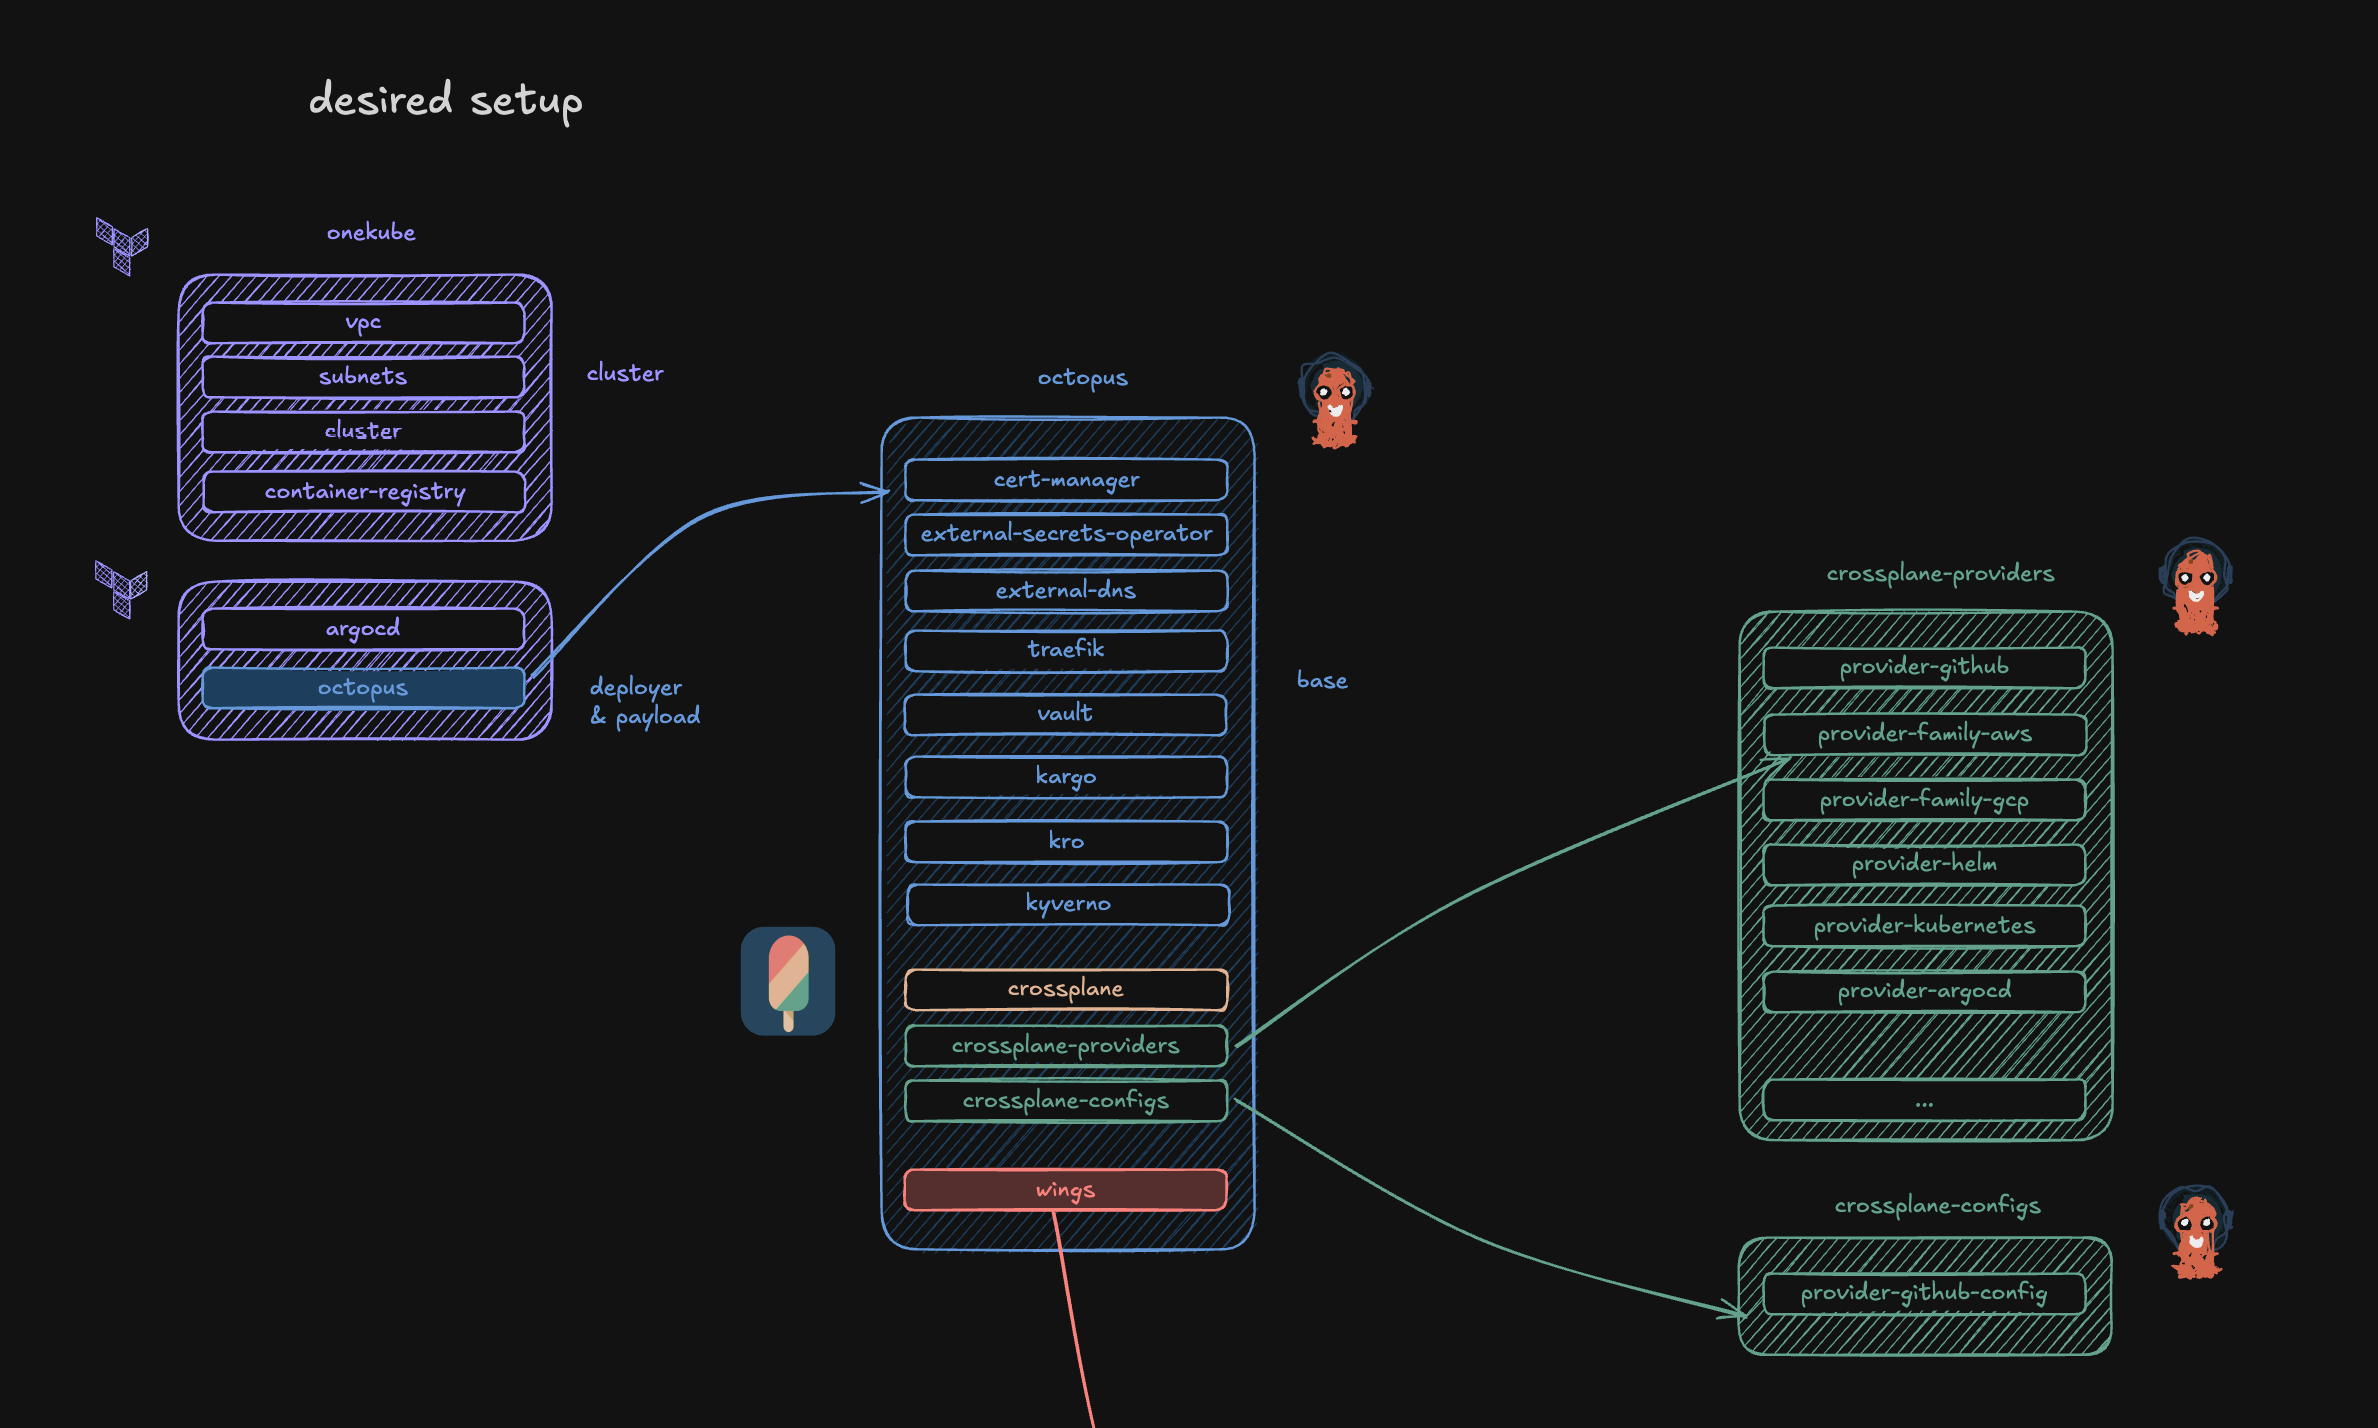 desired setup
onekube
vpc
subnets
cluster
container-registry
cluster
argocd
octopus
deployer
& payload
octopus
cert-manager
external-secrets-operator
external-dns
traefik
vault
kargo
kro
kyverno
crossplane
crossplane-providers
crossplane-configs
wings
base
crossplane-providers
provider-github
provider-family-aws
provider-family-gcp
provider-helm
provider-kubernetes
provider-argocd
...
crossplane-configs
provider-github-config